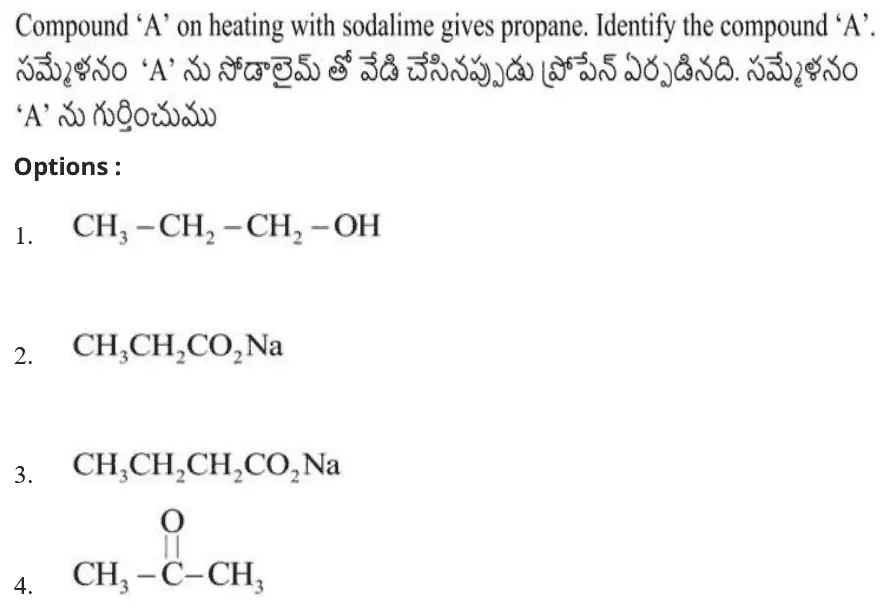 Compound ‘A’ on heating with sodalime gives propane. Identify the compound ‘A’.
సమ్మేళనం ‘A’ ను సోడాలైమ్ తో వేడి చేసినప్పుడు ప్రోపేన్ ఏర్పడినది. సమ్మేళనం
‘A’ ను గుర్తించుము
Options :
1. CH₃ – CH₂ – CH₂ – OH
2. CH₃CH₂CO₂Na
3. CH₃CH₂CH₂CO₂Na
O
||
4. CH₃ – C – CH₃